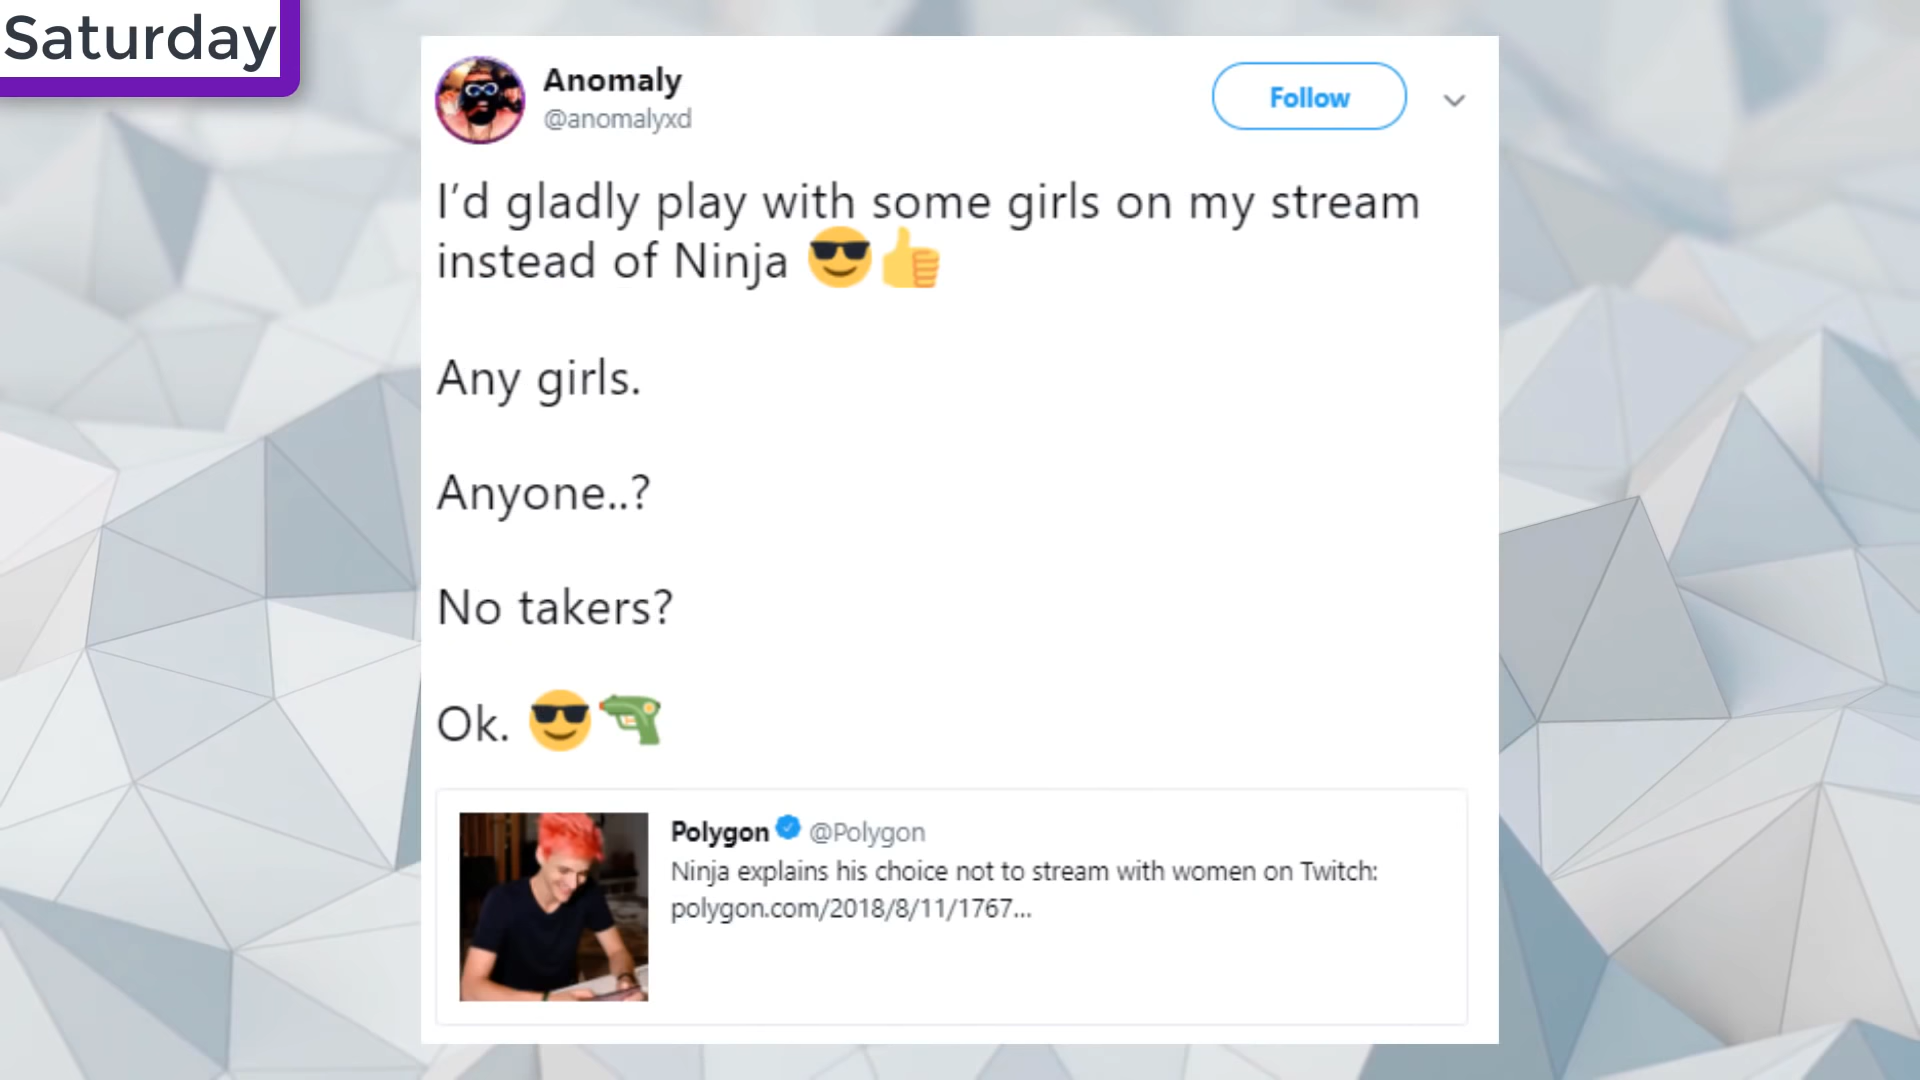 Saturday
Anomaly
@anomalyxd
Follow
I’d gladly play with some girls on my stream
instead of Ninja 😎👍
Any girls.
Anyone..?
No takers?
Ok. 😎🔫
Polygon @Polygon
Ninja explains his choice not to stream with women on Twitch:
polygon.com/2018/8/11/1767...